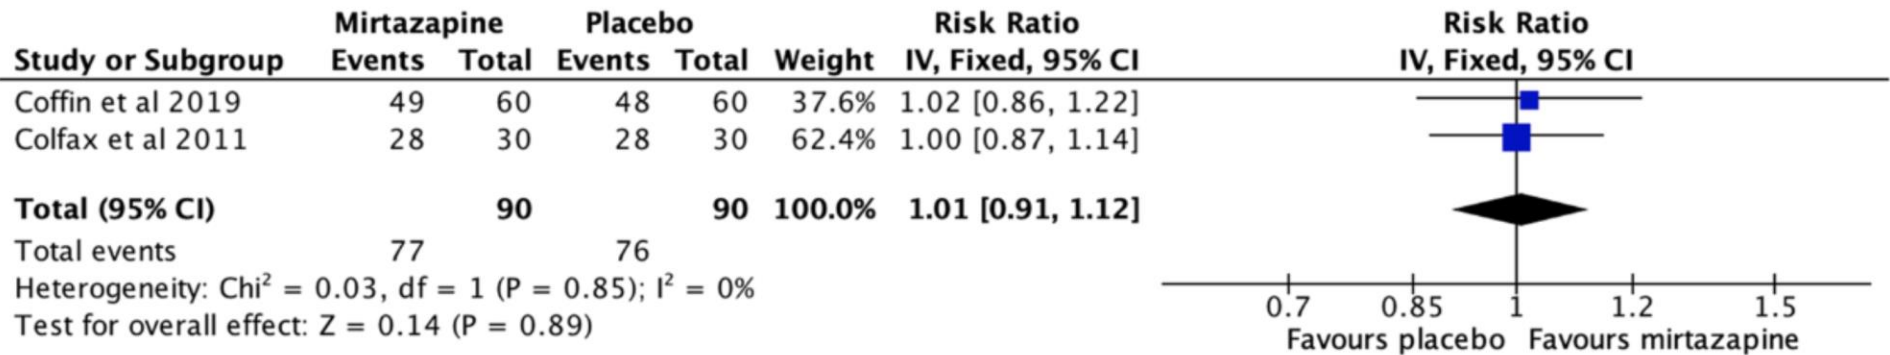 Mirtazapine Placebo Risk Ratio Risk Ratio
Study or Subgroup Events Total Events Total Weight IV, Fixed, 95% CI IV, Fixed, 95% CI
Coffin et al 2019 49 60 48 60 37.6% 1.02 [0.86, 1.22]
Colfax et al 2011 28 30 28 30 62.4% 1.00 [0.87, 1.14]
Total (95% CI) 90 90 100.0% 1.01 [0.91, 1.12]
Total events 77 76
Heterogeneity: Chi² = 0.03, df = 1 (P = 0.85); I² = 0%
Test for overall effect: Z = 0.14 (P = 0.89)
0.7 0.85 1 1.2 1.5
Favours placebo Favours mirtazapine